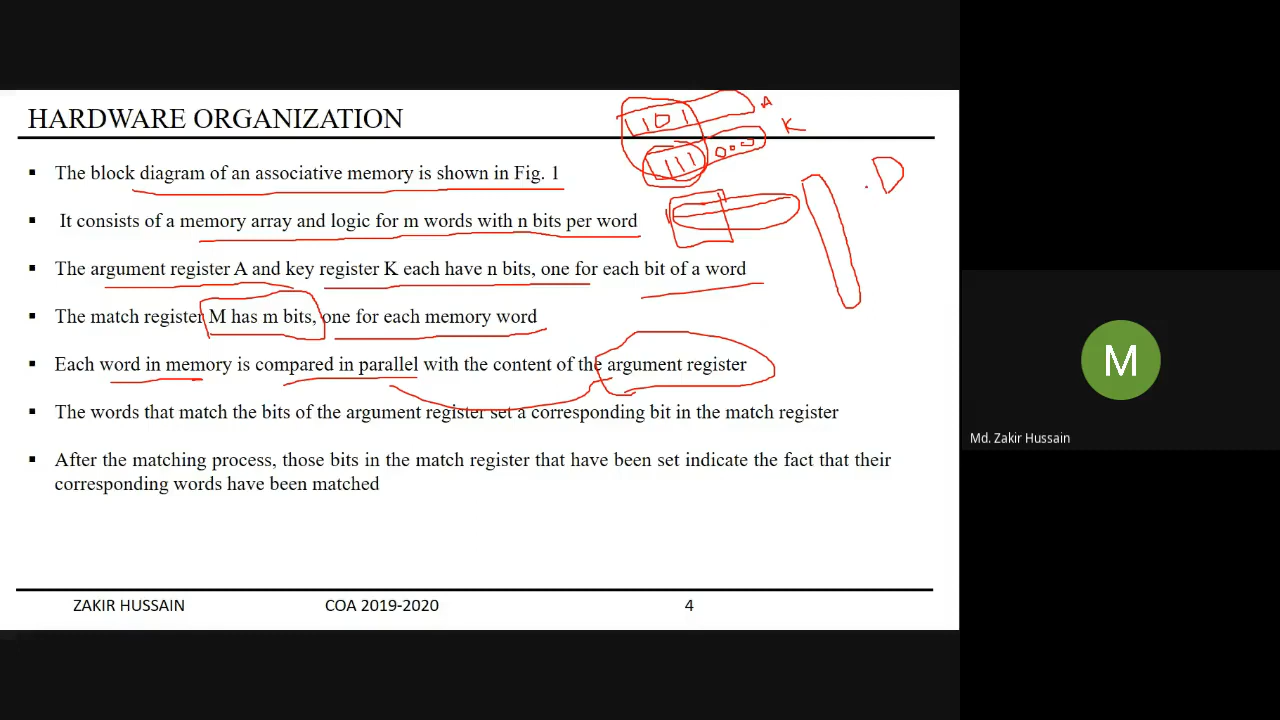 HARDWARE ORGANIZATION
A
K
D
▪ The block diagram of an associative memory is shown in Fig. 1
▪ It consists of a memory array and logic for m words with n bits per word
▪ The argument register A and key register K each have n bits, one for each bit of a word
▪ The match register M has m bits, one for each memory word
▪ Each word in memory is compared in parallel with the content of the argument register
▪ The words that match the bits of the argument register set a corresponding bit in the match register
▪ After the matching process, those bits in the match register that have been set indicate the fact that their
corresponding words have been matched
ZAKIR HUSSAIN COA 2019-2020 4
M
Md. Zakir Hussain